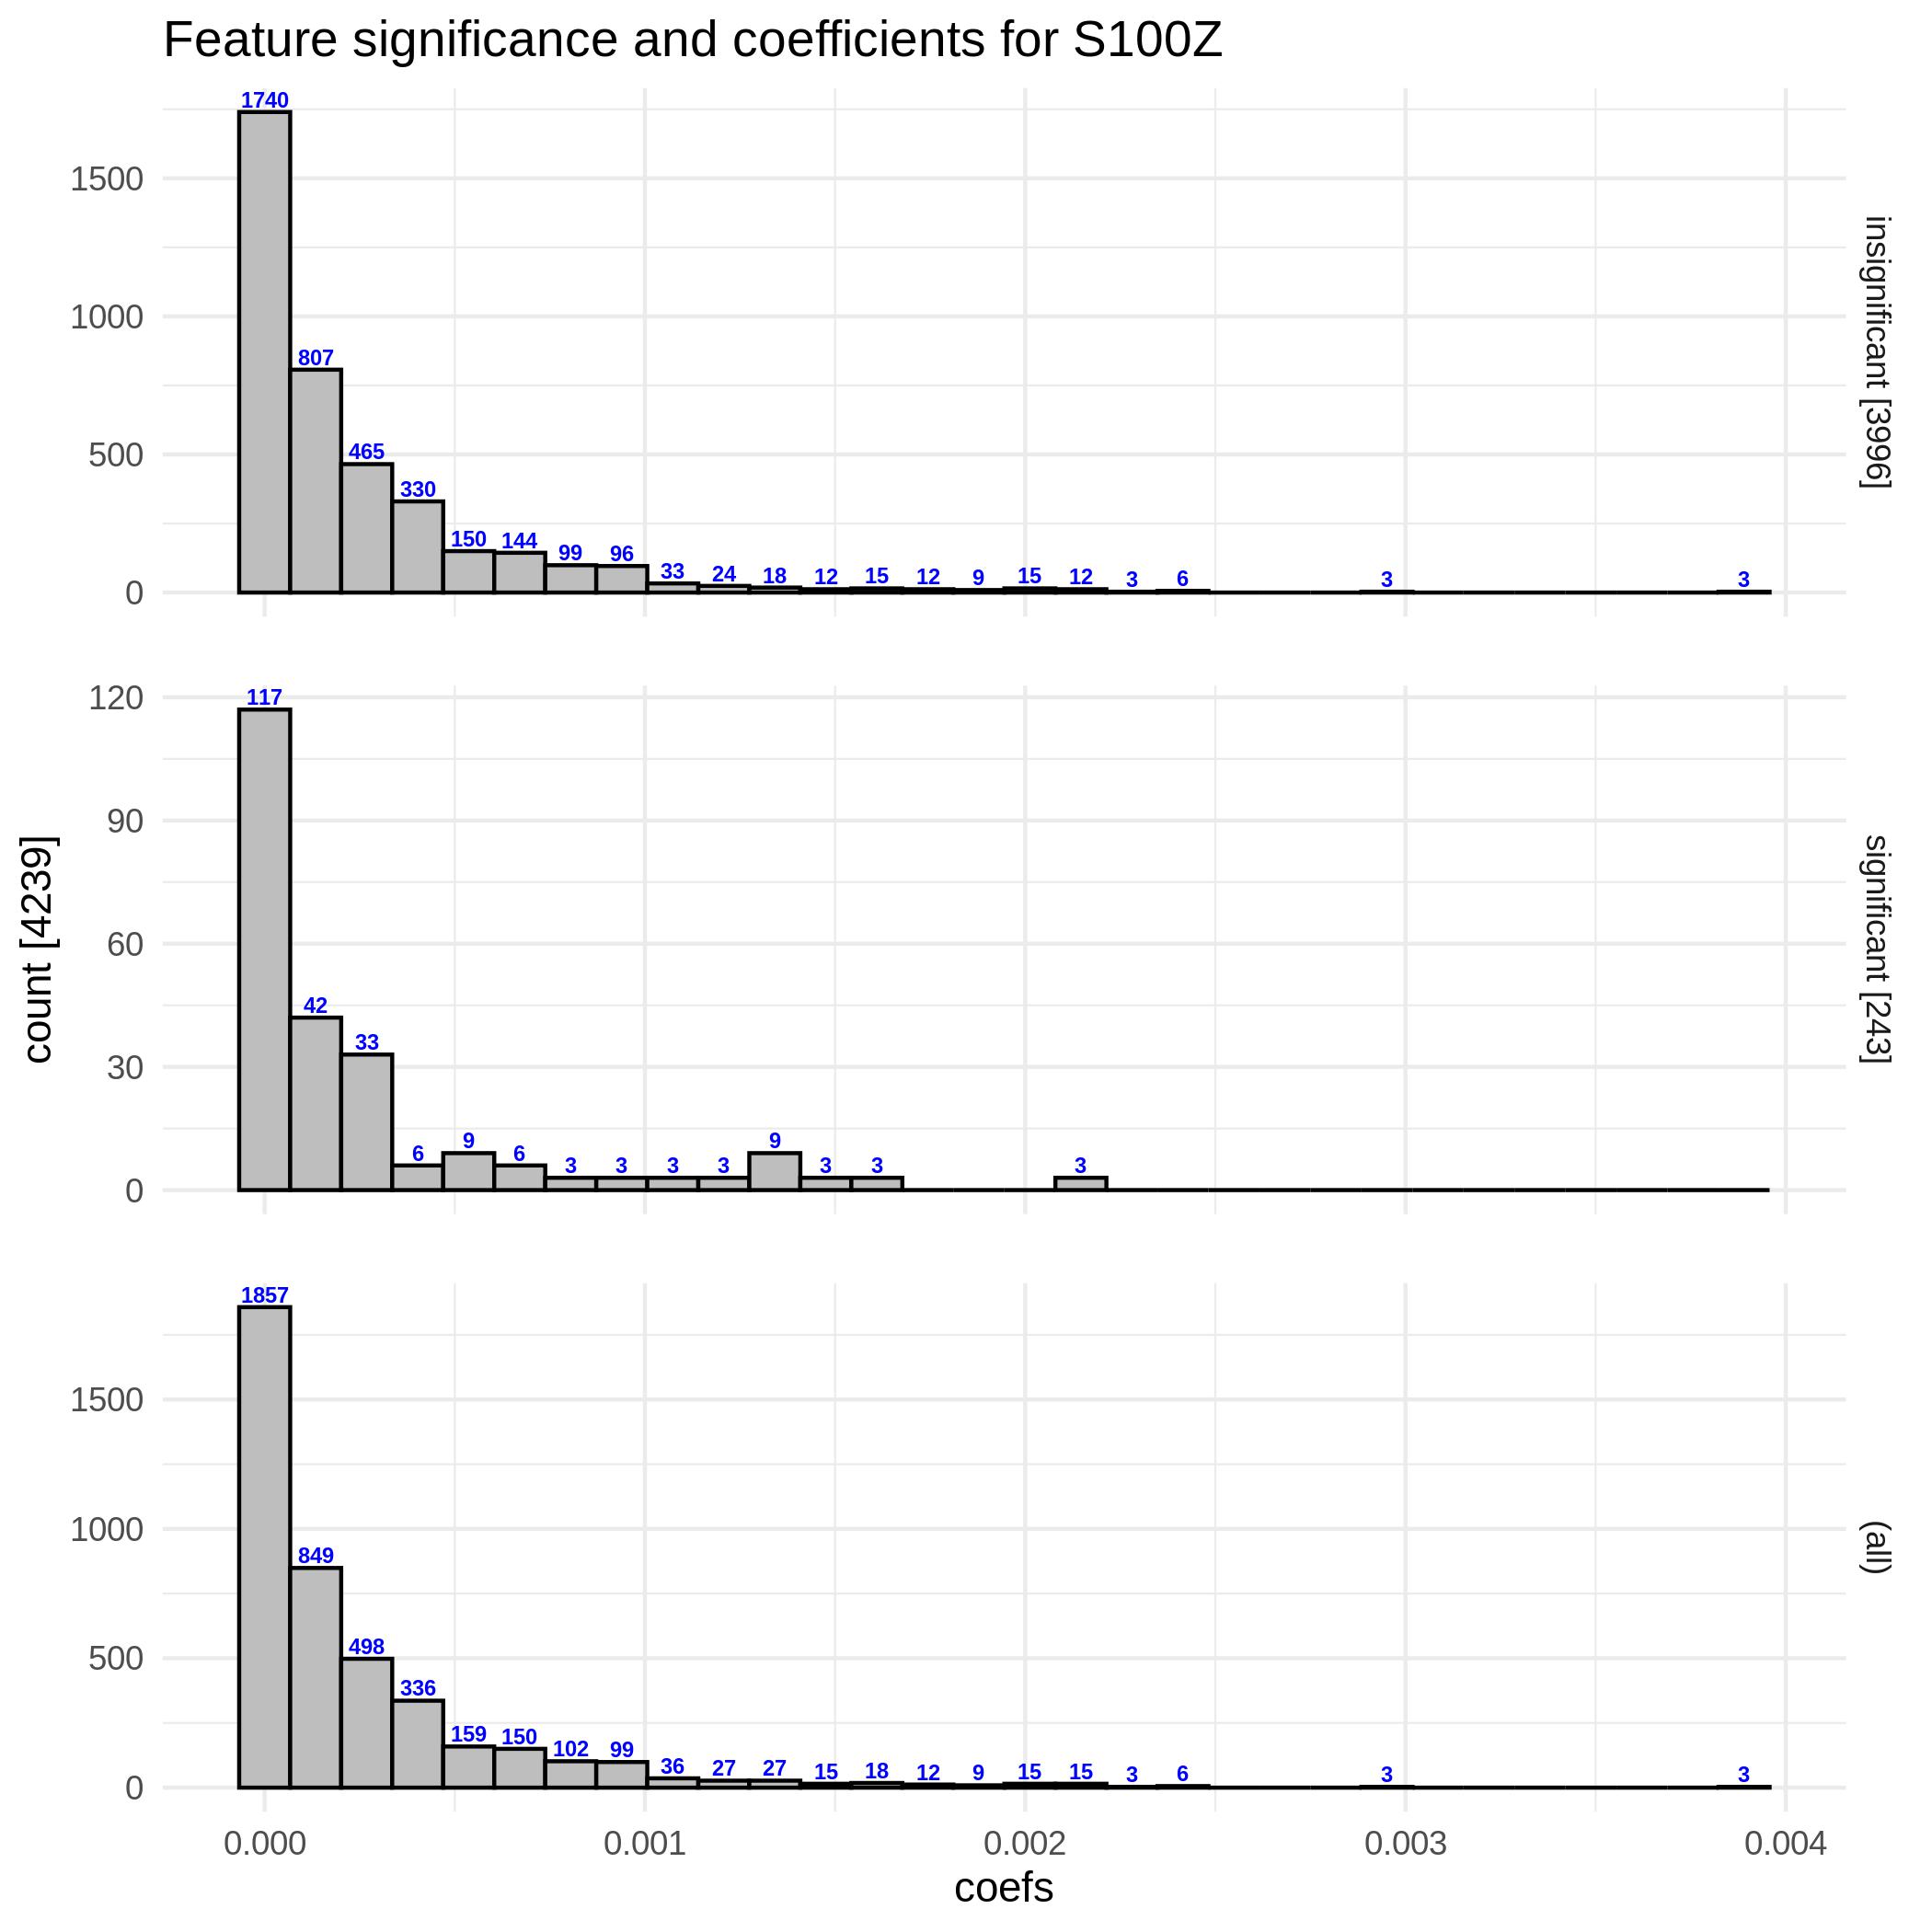 Feature significance and coefficients for S100Z
1740
1500
1000
807
500
465
330
150 144 99 96 33 24 18 12 15 12 9 15 12 3 6 3 3
0
insignificant [3996]
count [4239]
120
117
90
60
42
33
30
6 9 6 3 3 3 3 9 3 3 3
0
significant [243]
1857
1500
1000
849
500
498
336
159 150 102 99 36 27 27 15 18 12 9 15 15 3 6 3 3
0
(all)
0.000 0.001 0.002 0.003 0.004
coefs